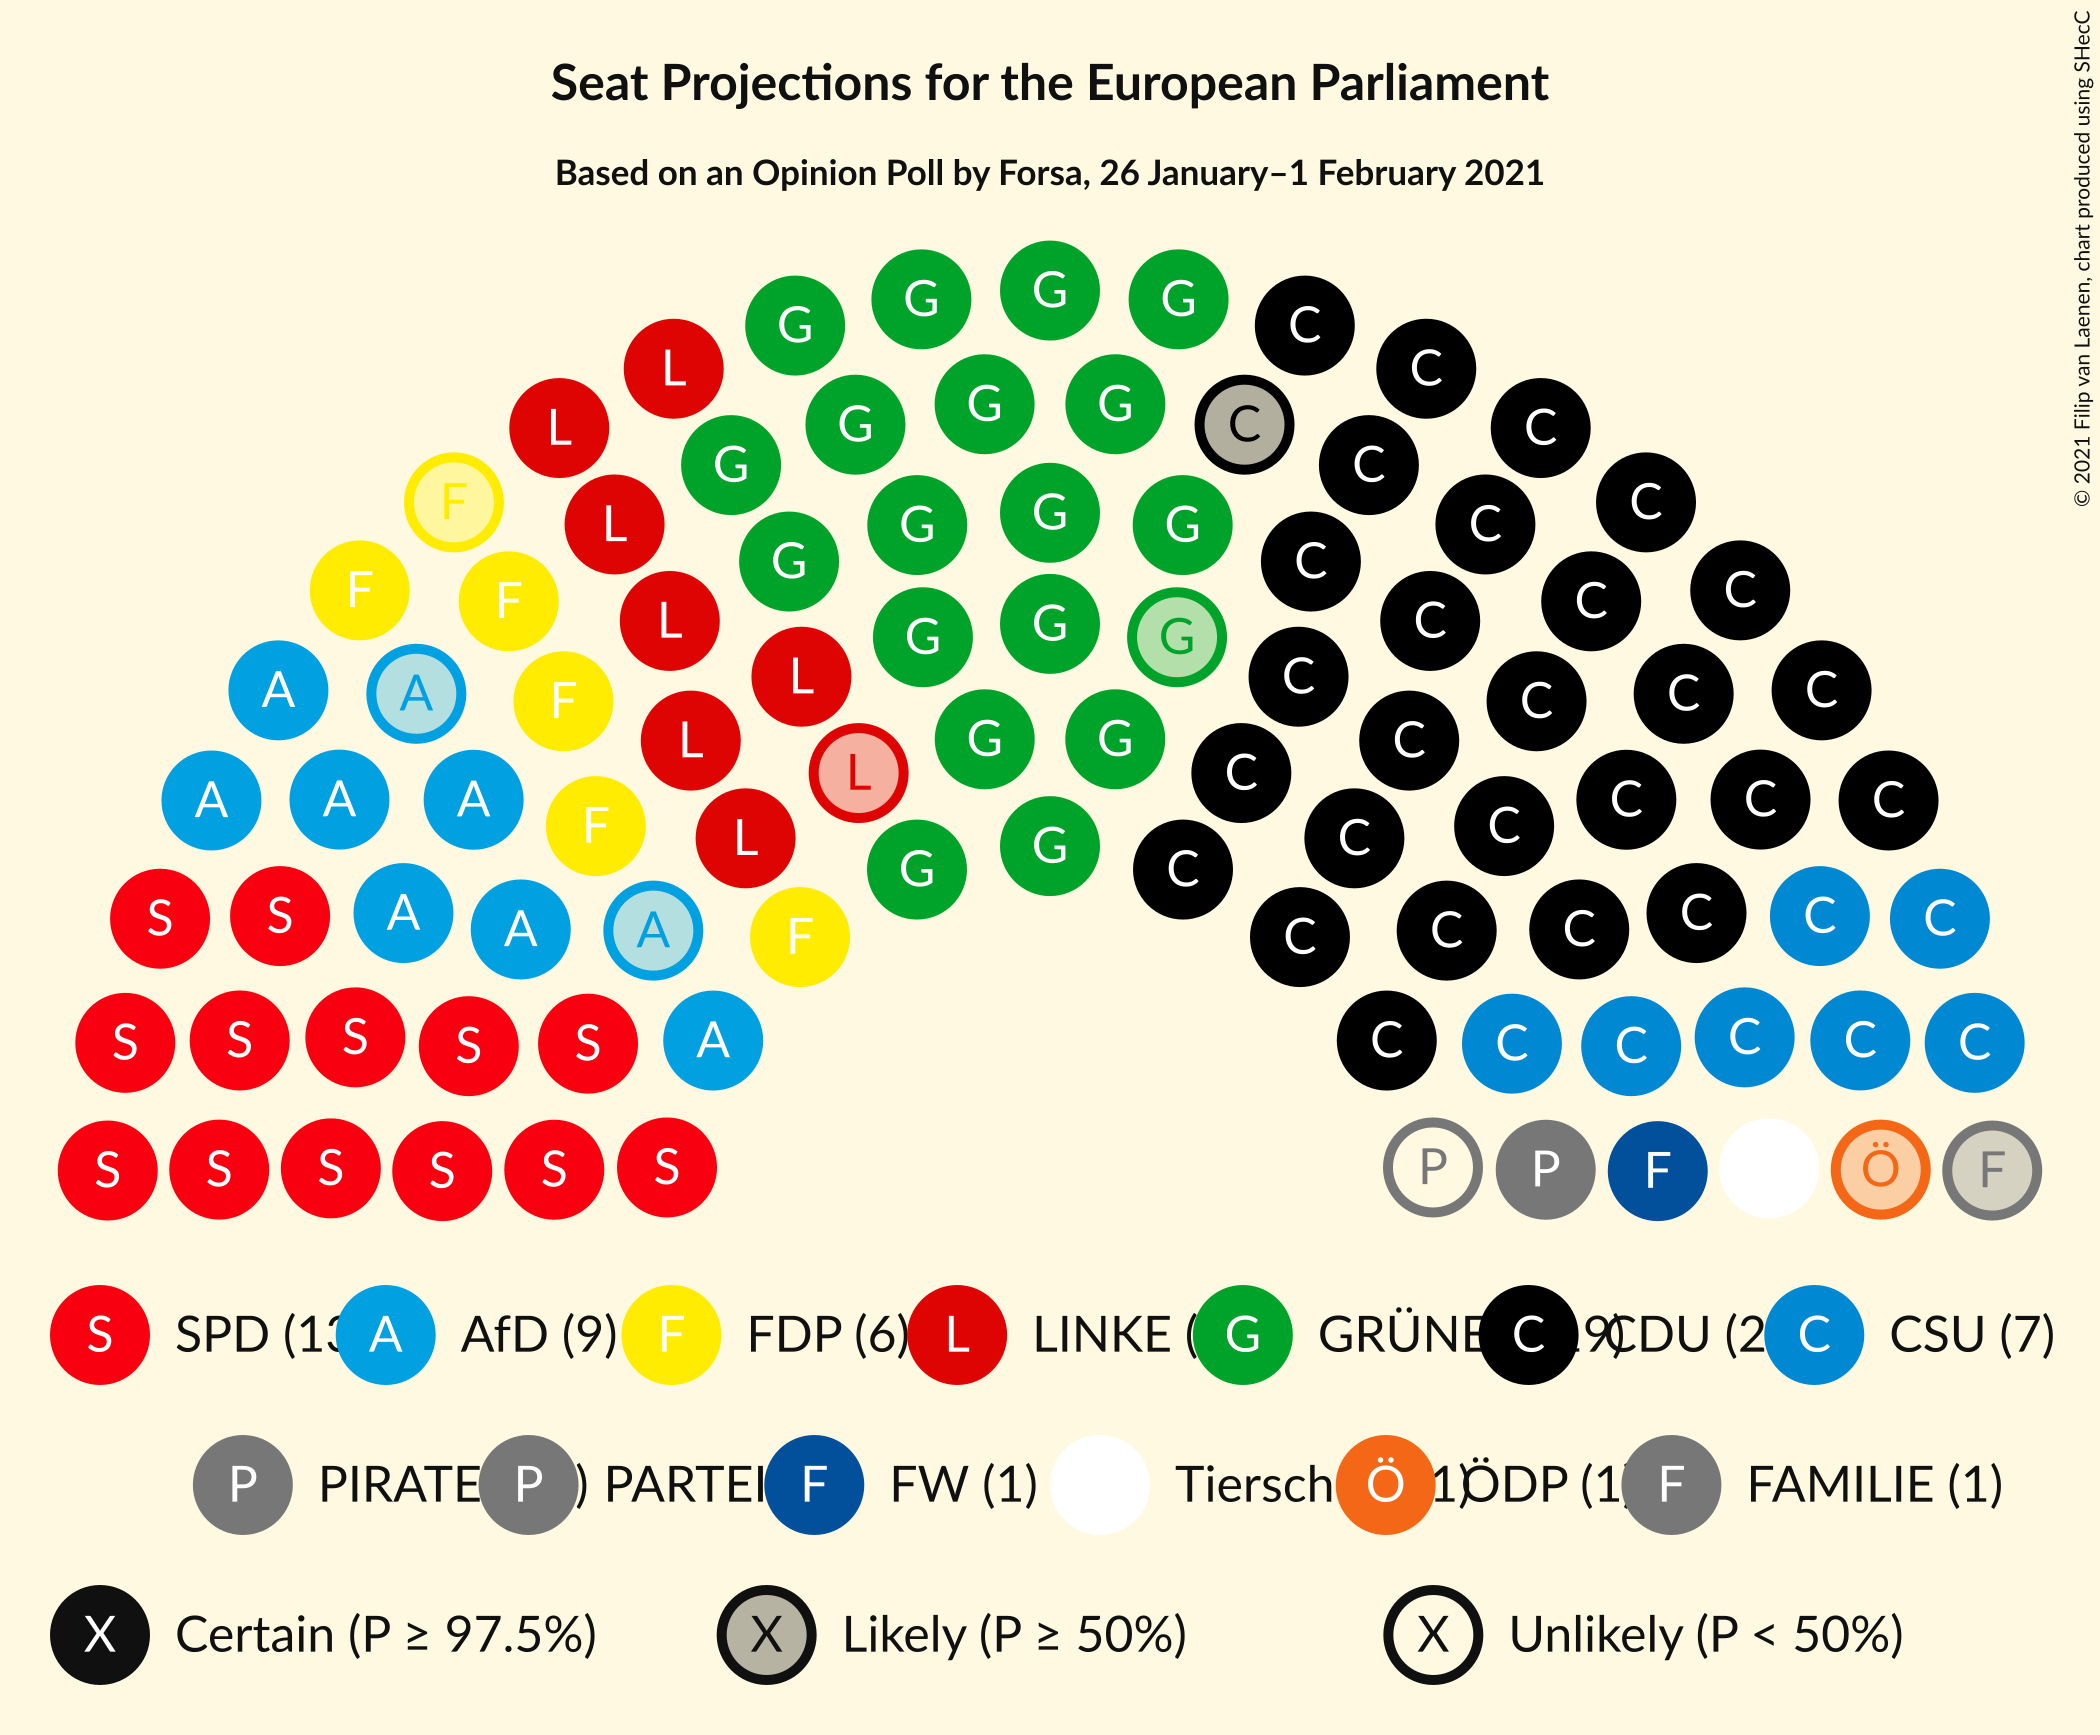 Seat Projections for the European Parliament
Based on an Opinion Poll by Forsa, 26 January–1 February 2021
© 2021 Filip van Laenen, chart produced using SHecC
G G G G C
L C
L G G G C C
G C
F C
L G G G C
G C
F F C C
L G G G C
A A F L C C C C
L G G C
L C
A A A C C C
F L G C C
G C
S S A A A F C C C C C C
S S S S S A C C C C C C
S S S S S S P P F Ö F
S SPD (13 A AfD (9) F FDP (6) L LINKE ( G GRÜNE C 9) CDU (2 C CSU (7)
P PIRATE P ) PARTEI F FW (1) Tiersch Ö 1) ÖDP (1) F FAMILIE (1)
X Certain (P ≥ 97.5%) X Likely (P ≥ 50%) X Unlikely (P < 50%)